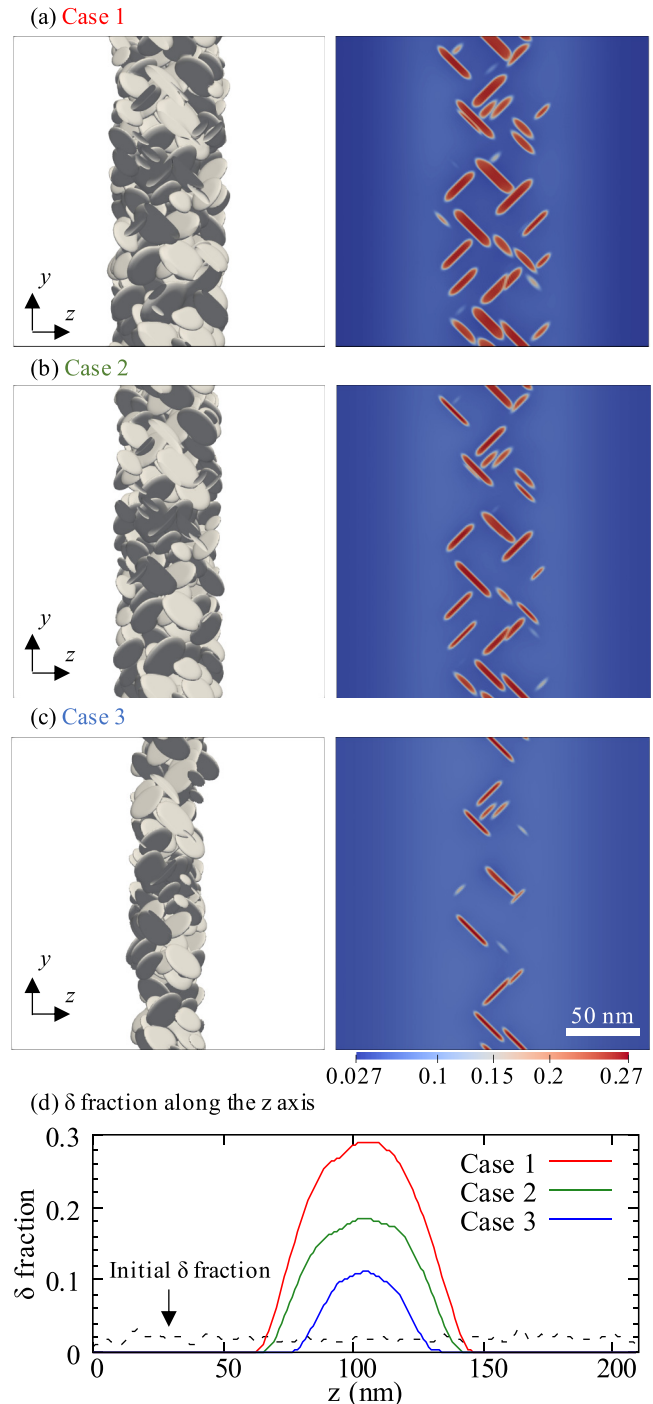 (a) Case 1
y
z
(b) Case 2
y
z
(c) Case 3
y
z
50 nm
0.027 0.1 0.15 0.2 0.27
(d) δ fraction along the z axis
0.3
0.2
0.1
0
δ fraction
Case 1
Case 2
Case 3
Initial δ fraction
0 50 100 150 200
z (nm)